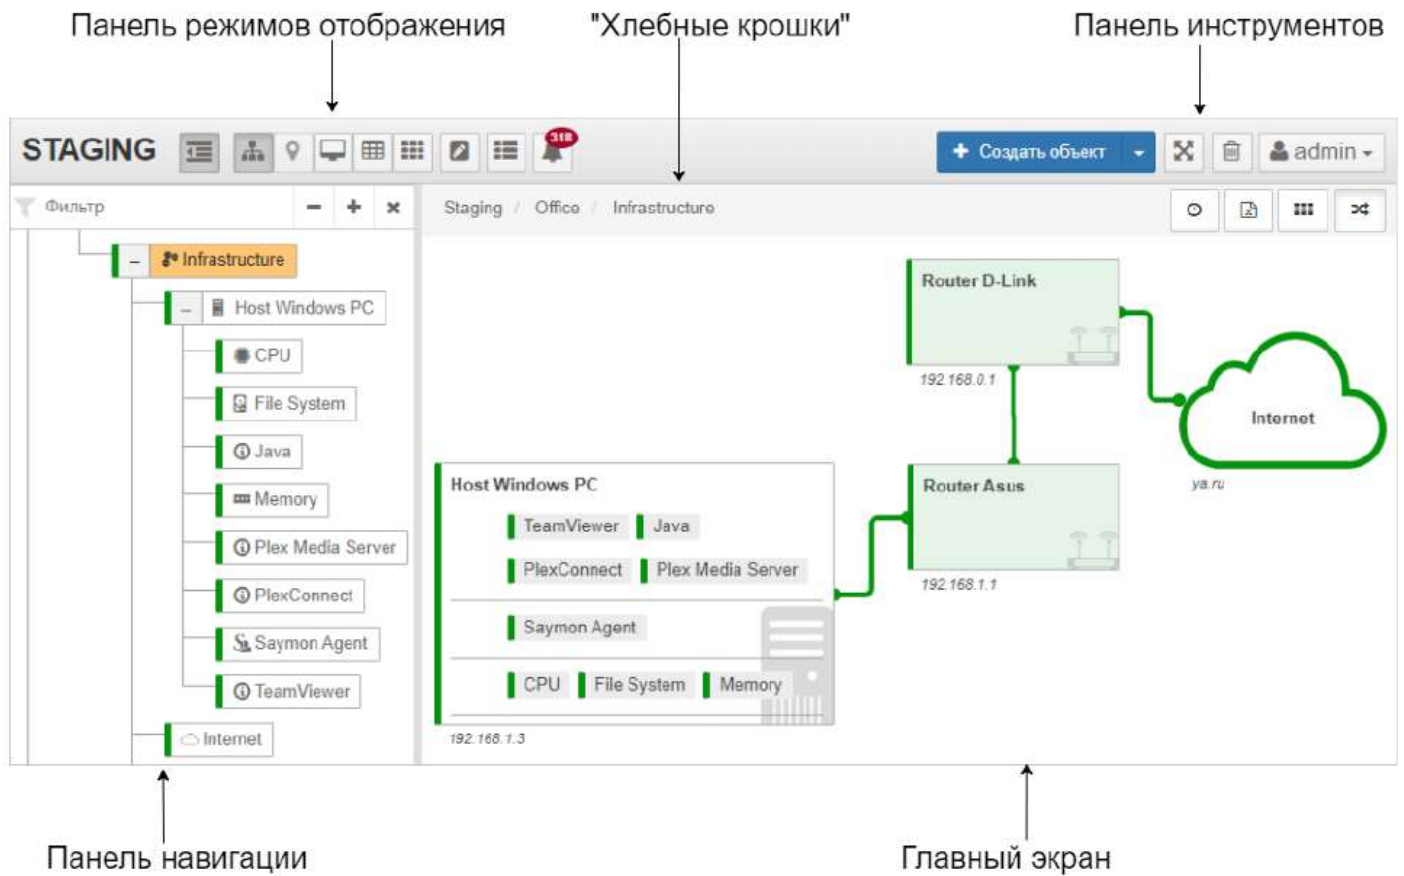 Панель режимов отображения
"Хлебные крошки"
Панель инструментов
STAGING
318
Создать объект
admin
Фильтр
Staging / Office / Infrastructure
Infrastructure
Host Windows PC
CPU
File System
Java
Memory
Plex Media Server
PlexConnect
Saymon Agent
TeamViewer
Internet
Router D-Link
192.168.0.1
Internet
ya.ru
Host Windows PC
TeamViewer Java
PlexConnect Plex Media Server
Saymon Agent
CPU File System Memory
192.168.1.3
Router Asus
192.168.1.1
Панель навигации
Главный экран